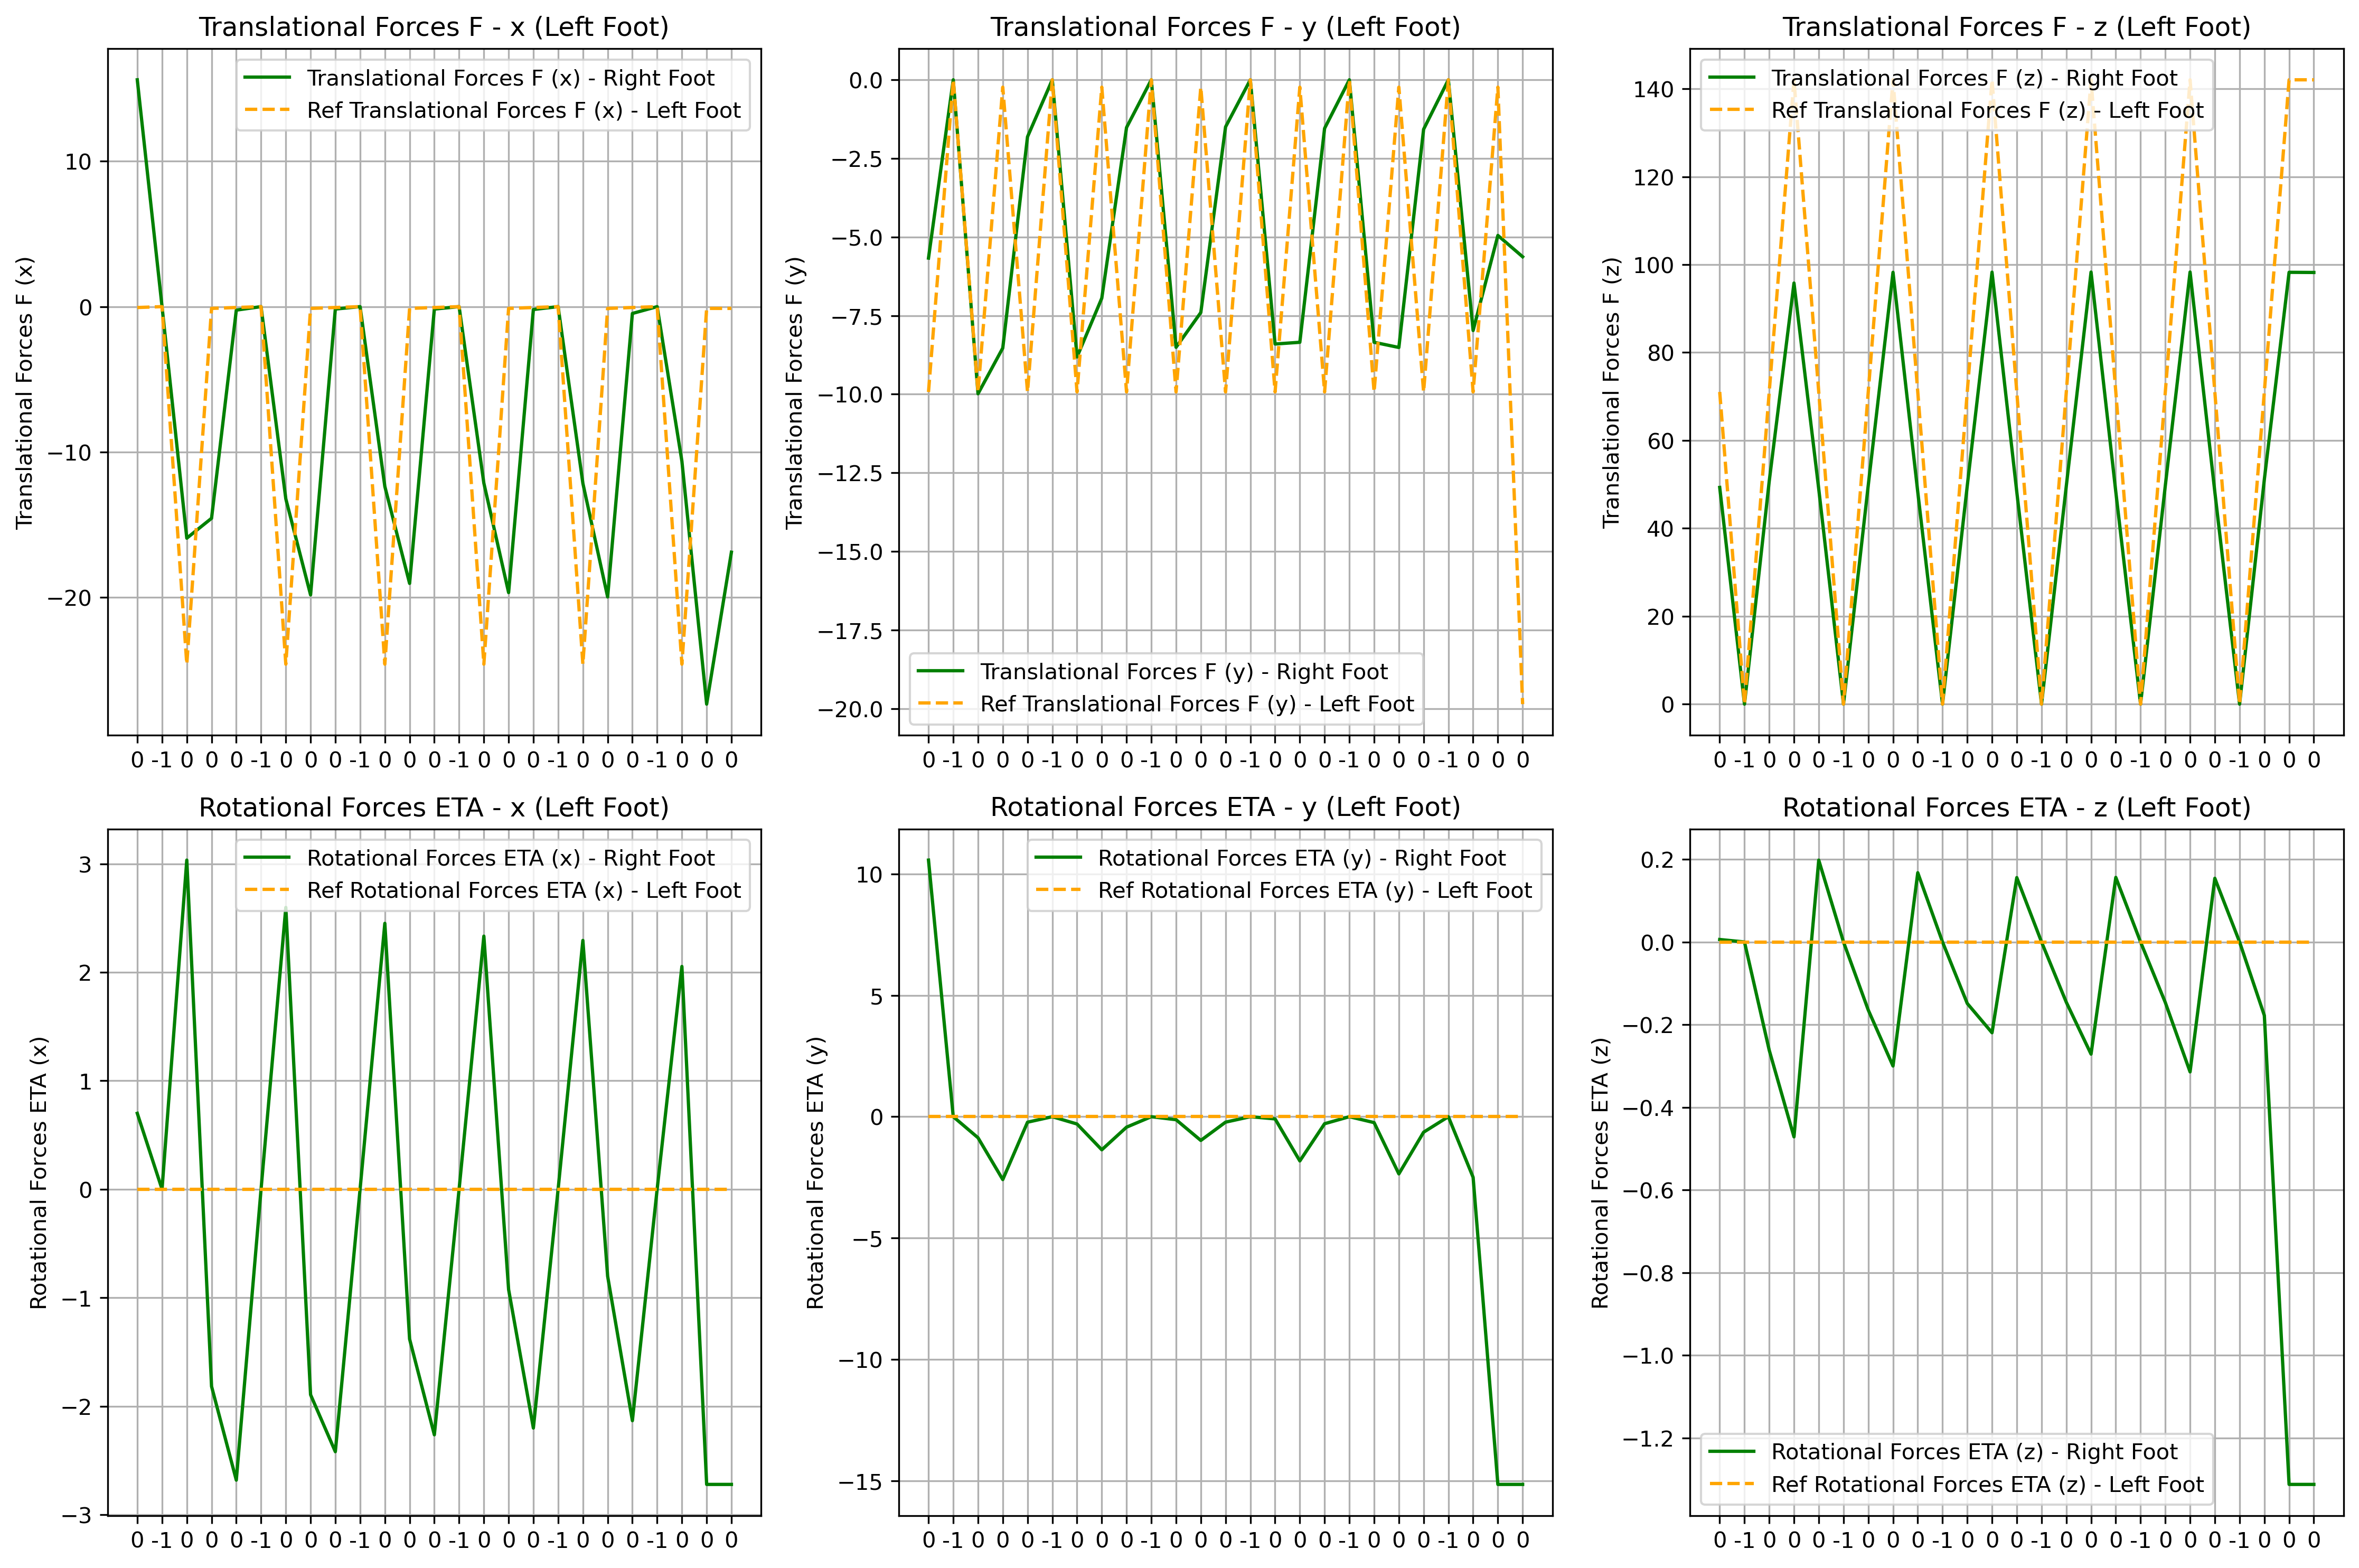 Translational Forces F - x (Left Foot)
Translational Forces F (x) - Right Foot
Ref Translational Forces F (x) - Left Foot
Translational Forces F (x)
10
0
−10
−20
0 -1 0 0 0 -1 0 0 0 -1 0 0 0 -1 0 0 0 -1 0 0 0 -1 0 0 0
Translational Forces F - y (Left Foot)
Translational Forces F (y)
0.0
−2.5
−5.0
−7.5
−10.0
−12.5
−15.0
−17.5
−20.0
Translational Forces F (y) - Right Foot
Ref Translational Forces F (y) - Left Foot
0 -1 0 0 0 -1 0 0 0 -1 0 0 0 -1 0 0 0 -1 0 0 0 -1 0 0 0
Translational Forces F - z (Left Foot)
Translational Forces F (z) - Right Foot
Ref Translational Forces F (z) - Left Foot
Translational Forces F (z)
140
120
100
80
60
40
20
0
0 -1 0 0 0 -1 0 0 0 -1 0 0 0 -1 0 0 0 -1 0 0 0 -1 0 0 0
Rotational Forces ETA - x (Left Foot)
Rotational Forces ETA (x) - Right Foot
Ref Rotational Forces ETA (x) - Left Foot
Rotational Forces ETA (x)
3
2
1
0
−1
−2
−3
0 -1 0 0 0 -1 0 0 0 -1 0 0 0 -1 0 0 0 -1 0 0 0 -1 0 0 0
Rotational Forces ETA - y (Left Foot)
Rotational Forces ETA (y) - Right Foot
Ref Rotational Forces ETA (y) - Left Foot
Rotational Forces ETA (y)
10
5
0
−5
−10
−15
0 -1 0 0 0 -1 0 0 0 -1 0 0 0 -1 0 0 0 -1 0 0 0 -1 0 0 0
Rotational Forces ETA - z (Left Foot)
Rotational Forces ETA (z)
0.2
0.0
−0.2
−0.4
−0.6
−0.8
−1.0
−1.2
Rotational Forces ETA (z) - Right Foot
Ref Rotational Forces ETA (z) - Left Foot
0 -1 0 0 0 -1 0 0 0 -1 0 0 0 -1 0 0 0 -1 0 0 0 -1 0 0 0